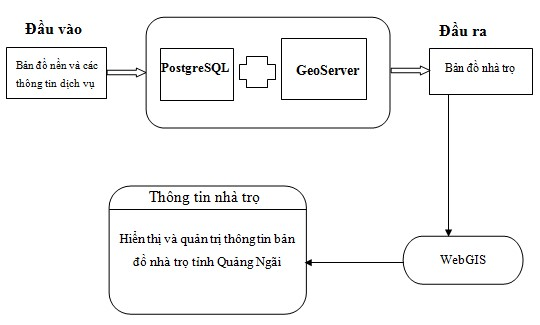 Đầu vào
Bản đồ nền và các
thông tin dịch vụ
PostgreSQL
GeoServer
Đầu ra
Bản đồ nhà trọ
Thông tin nhà trọ
Hiển thị và quản trị thông tin bản
đồ nhà trọ tỉnh Quảng Ngãi
WebGIS